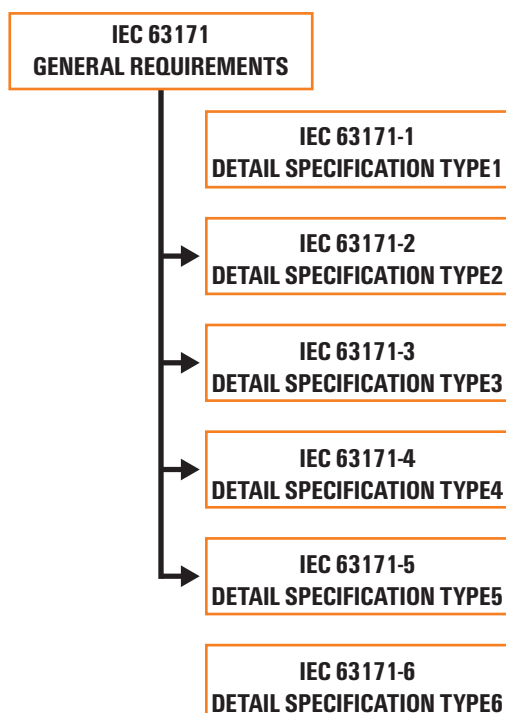 IEC 63171
GENERAL REQUIREMENTS
IEC 63171-1
DETAIL SPECIFICATION TYPE1
IEC 63171-2
DETAIL SPECIFICATION TYPE2
IEC 63171-3
DETAIL SPECIFICATION TYPE3
IEC 63171-4
DETAIL SPECIFICATION TYPE4
IEC 63171-5
DETAIL SPECIFICATION TYPE5
IEC 63171-6
DETAIL SPECIFICATION TYPE6